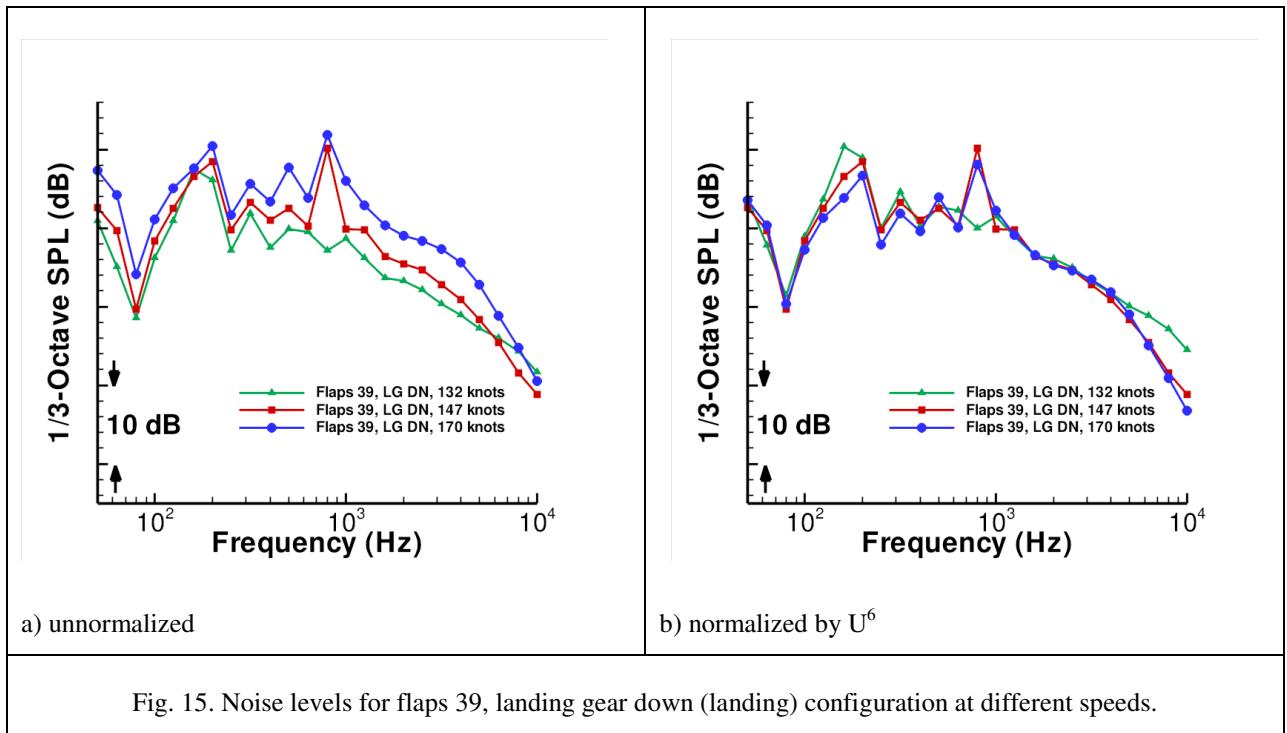 1/3-Octave SPL (dB)
10 dB
Flaps 39, LG DN, 132 knots
Flaps 39, LG DN, 147 knots
Flaps 39, LG DN, 170 knots
10²
10³
10⁴
Frequency (Hz)
a) unnormalized
1/3-Octave SPL (dB)
10 dB
Flaps 39, LG DN, 132 knots
Flaps 39, LG DN, 147 knots
Flaps 39, LG DN, 170 knots
10²
10³
10⁴
Frequency (Hz)
b) normalized by U⁶
Fig. 15. Noise levels for flaps 39, landing gear down (landing) configuration at different speeds.